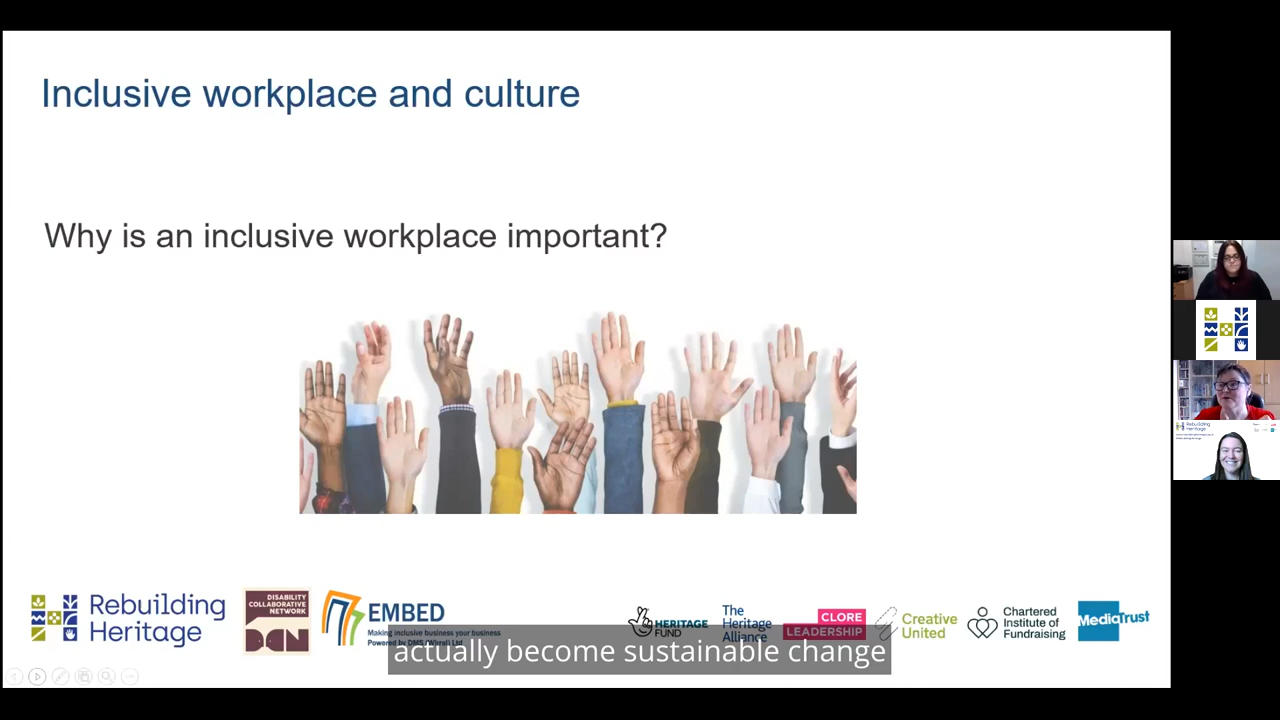 Inclusive workplace and culture
Why is an inclusive workplace important?
Rebuilding
Heritage
DISABILITY
COLLABORATIVE
NETWORK
DCN
EMBED
Making inclusive business your business
Powered by DMS (Wirral) Ltd
HERITAGE
FUND
The
Heritage
Alliance
CLORE
LEADERSHIP
Creative
United
Chartered
Institute of
Fundraising
MediaTrust
actually become sustainable change
Rebuilding
Heritage